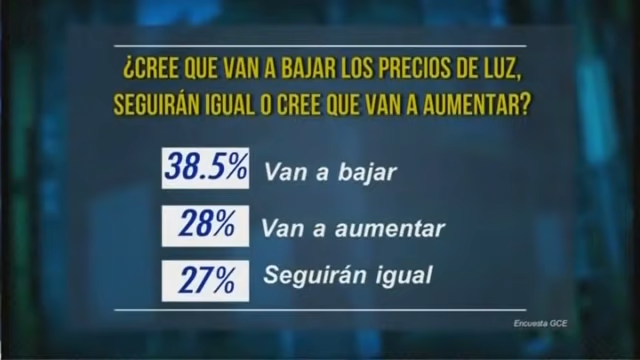 ¿CREE QUE VAN A BAJAR LOS PRECIOS DE LUZ,
SEGUIRÁN IGUAL O CREE QUE VAN A AUMENTAR?
38.5% Van a bajar
28% Van a aumentar
27% Seguirán igual
Encuesta GCE